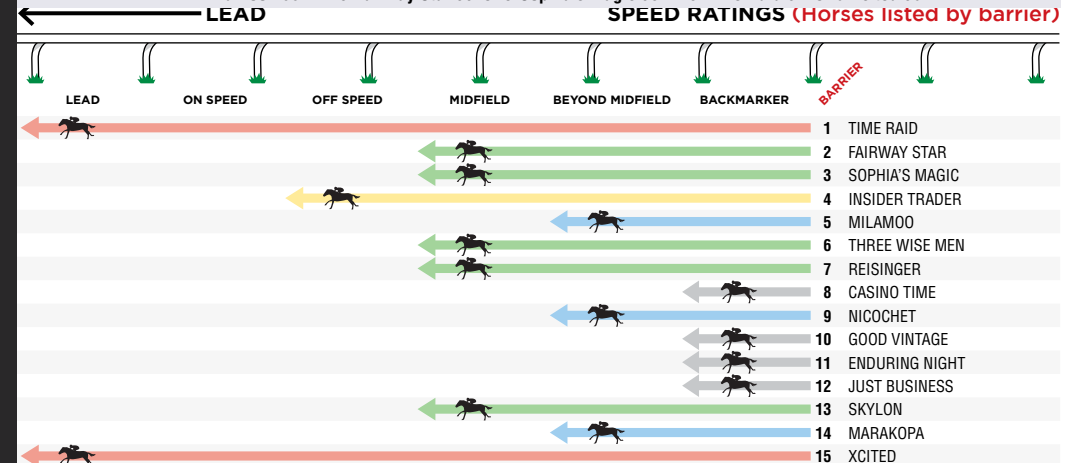 LEAD SPEED RATINGS (Horses listed by barrier)
BARRIER
LEAD ON SPEED OFF SPEED MIDFIELD BEYOND MIDFIELD BACKMARKER
1 TIME RAID
2 FAIRWAY STAR
3 SOPHIA'S MAGIC
4 INSIDER TRADER
5 MILAMOO
6 THREE WISE MEN
7 REISINGER
8 CASINO TIME
9 NICOCHET
10 GOOD VINTAGE
11 ENDURING NIGHT
12 JUST BUSINESS
13 SKYLON
14 MARAKOPA
15 XCITED